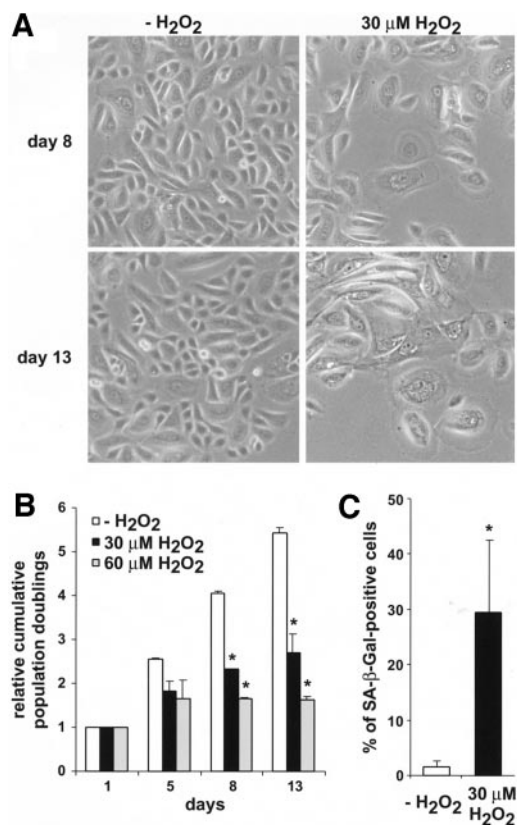 A
- H2O2
30 µM H2O2
day 8
day 13
B
relative cumulative
population doublings
6
5
4
3
2
1
0
- H2O2
30 µM H2O2
60 µM H2O2
*
*
*
*
1
5
8
13
days
C
% of SA-β-Gal-positive cells
50
40
30
20
10
0
*
- H2O2
30 µM
H2O2